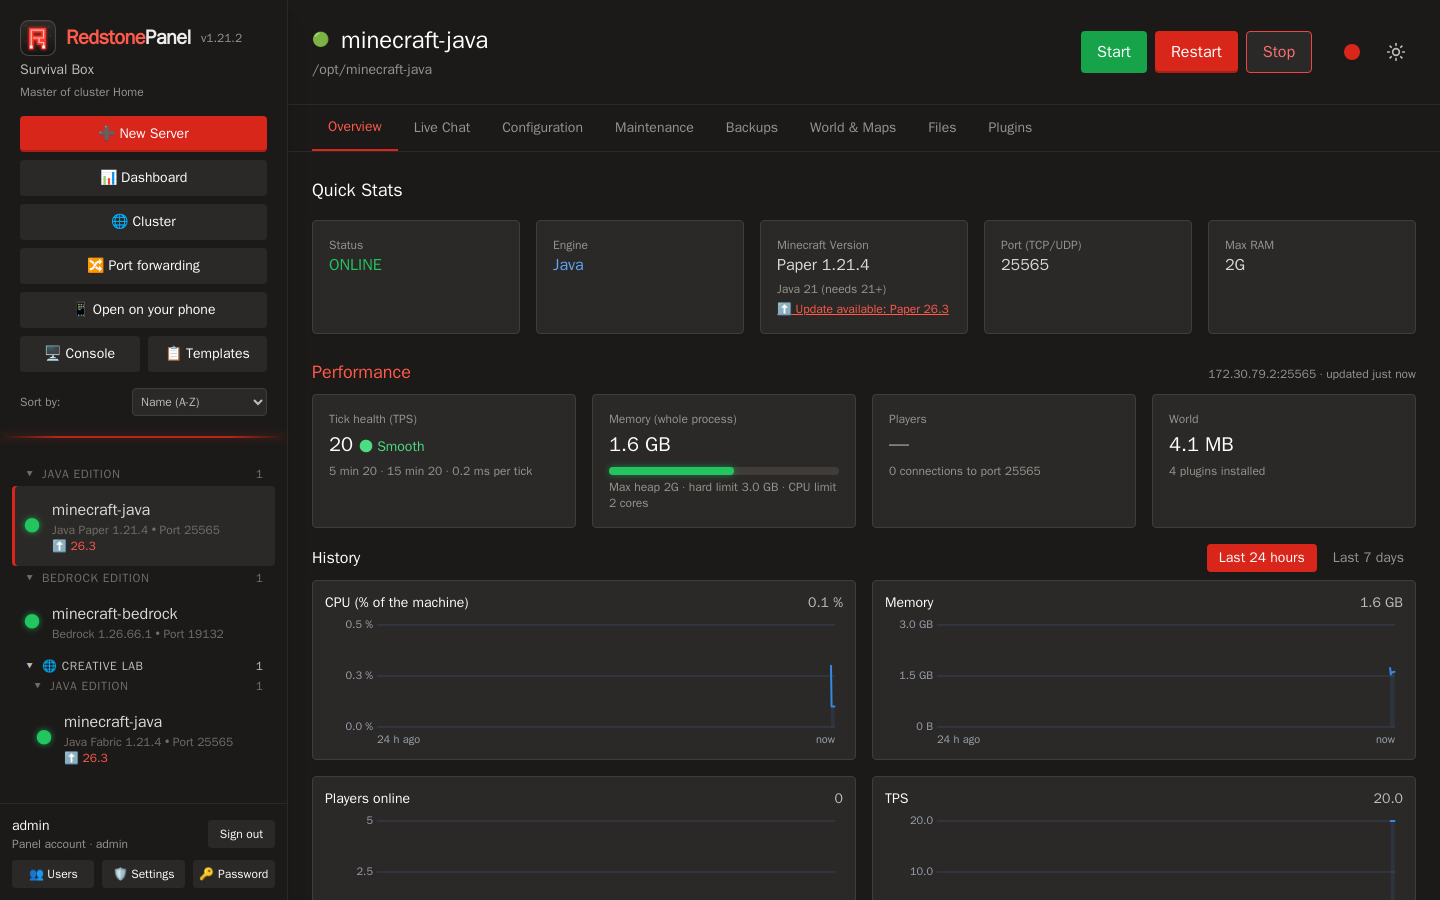 RedstonePanel v1.21.2
Survival Box
Master of cluster Home
➕ New Server
📊 Dashboard
🌐 Cluster
🔀 Port forwarding
📱 Open on your phone
🖥️ Console
📋 Templates
Sort by:
Name (A-Z)
▼ JAVA EDITION 1
minecraft-java
Java Paper 1.21.4 • Port 25565
⬆️ 26.3
▼ BEDROCK EDITION 1
minecraft-bedrock
Bedrock 1.26.66.1 • Port 19132
▼ 🌐 CREATIVE LAB 1
▼ JAVA EDITION 1
minecraft-java
Java Fabric 1.21.4 • Port 25565
⬆️ 26.3
admin
Panel account · admin
Sign out
👥 Users
🛡️ Settings
🔑 Password
minecraft-java
/opt/minecraft-java
Start
Restart
Stop
Overview
Live Chat
Configuration
Maintenance
Backups
World & Maps
Files
Plugins
Quick Stats
Status
ONLINE
Engine
Java
Minecraft Version
Paper 1.21.4
Java 21 (needs 21+)
⬆️ Update available: Paper 26.3
Port (TCP/UDP)
25565
Max RAM
2G
Performance
172.30.79.2:25565 · updated just now
Tick health (TPS)
20 Smooth
5 min 20 · 15 min 20 · 0.2 ms per tick
Memory (whole process)
1.6 GB
Max heap 2G · hard limit 3.0 GB · CPU limit
2 cores
Players
—
0 connections to port 25565
World
4.1 MB
4 plugins installed
History
Last 24 hours
Last 7 days
CPU (% of the machine) 0.1 %
0.5 %
0.3 %
0.0 %
24 h ago
now
Memory 1.6 GB
3.0 GB
1.5 GB
0 B
24 h ago
now
Players online 0
5
2.5
TPS 20.0
20.0
10.0